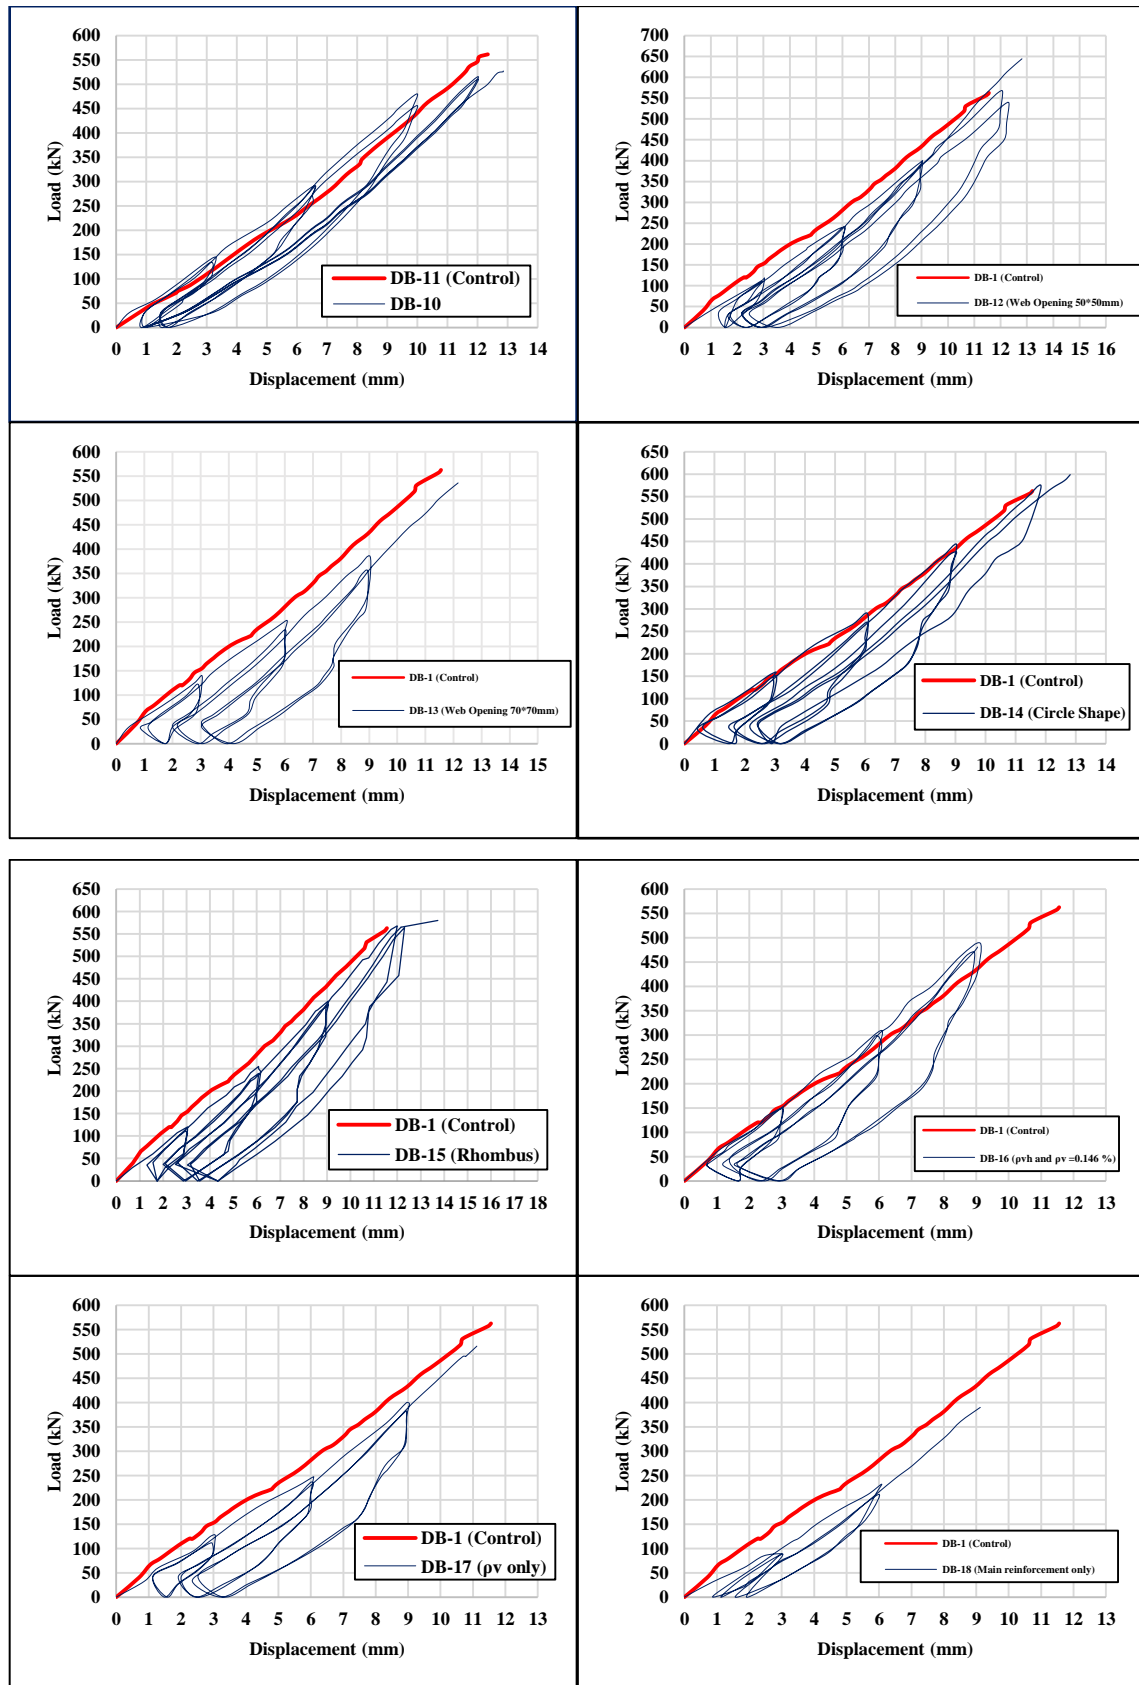 600
550
500
450
400
350
300
250
200
150
100
50
0
Load (kN)
DB-11 (Control)
DB-10
0 1 2 3 4 5 6 7 8 9 10 11 12 13 14
Displacement (mm)
700
650
600
550
500
450
400
350
300
250
200
150
100
50
0
Load (kN)
DB-1 (Control)
DB-12 (Web Opening 50*50mm)
0 1 2 3 4 5 6 7 8 9 10 11 12 13 14 15 16
Displacement (mm)
600
550
500
450
400
350
300
250
200
150
100
50
0
Load (kN)
DB-1 (Control)
DB-13 (Web Opening 70*70mm)
0 1 2 3 4 5 6 7 8 9 10 11 12 13 14 15
Displacement (mm)
650
600
550
500
450
400
350
300
250
200
150
100
50
0
Load (kN)
DB-1 (Control)
DB-14 (Circle Shape)
0 1 2 3 4 5 6 7 8 9 10 11 12 13 14
Displacement (mm)
650
600
550
500
450
400
350
300
250
200
150
100
50
0
Load (kN)
DB-1 (Control)
DB-15 (Rhombus)
0 1 2 3 4 5 6 7 8 9 10 11 12 13 14 15 16 17 18
Displacement (mm)
600
550
500
450
400
350
300
250
200
150
100
50
0
Load (kN)
DB-1 (Control)
DB-16 (ρvh and ρv =0.146 %)
0 1 2 3 4 5 6 7 8 9 10 11 12 13
Displacement (mm)
600
550
500
450
400
350
300
250
200
150
100
50
0
Load (kN)
DB-1 (Control)
DB-17 (ρv only)
0 1 2 3 4 5 6 7 8 9 10 11 12 13
Displacement (mm)
600
550
500
450
400
350
300
250
200
150
100
50
0
Load (kN)
DB-1 (Control)
DB-18 (Main reinforcement only)
0 1 2 3 4 5 6 7 8 9 10 11 12 13
Displacement (mm)